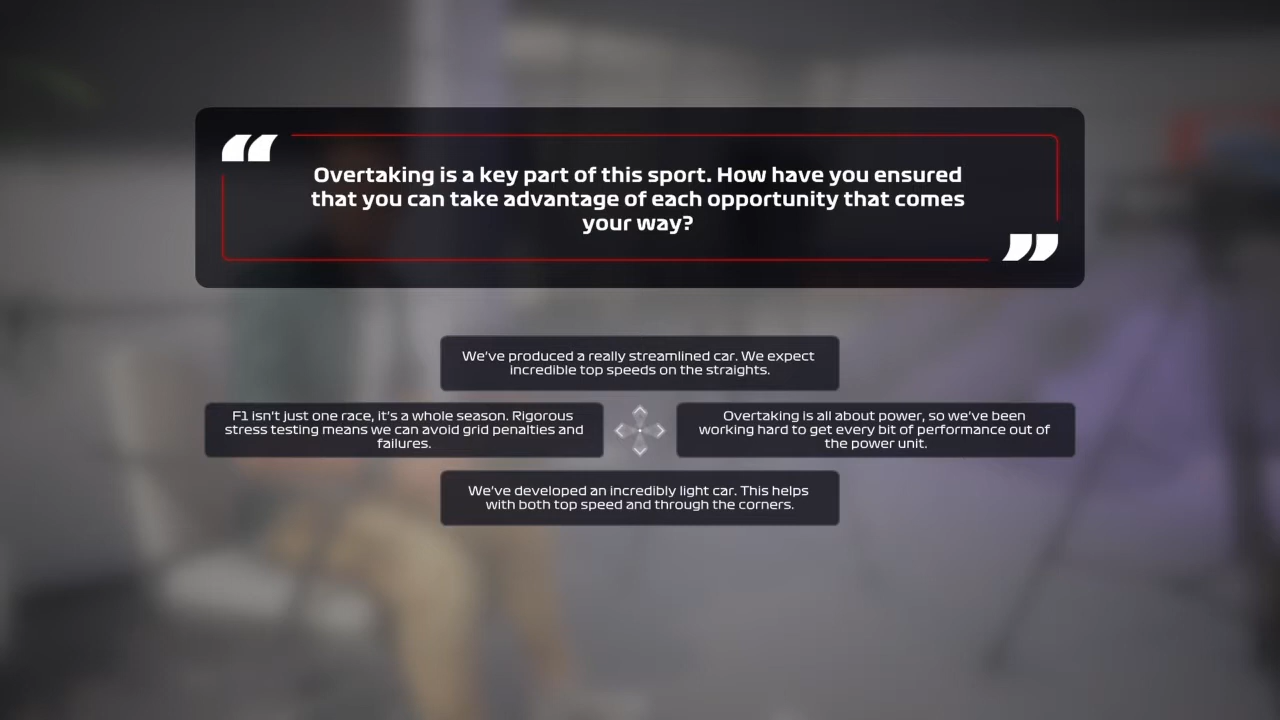 Overtaking is a key part of this sport. How have you ensured
that you can take advantage of each opportunity that comes
your way?
We've produced a really streamlined car. We expect
incredible top speeds on the straights.
F1 isn't just one race, it's a whole season. Rigorous
stress testing means we can avoid grid penalties and
failures.
Overtaking is all about power, so we've been
working hard to get every bit of performance out of
the power unit.
We've developed an incredibly light car. This helps
with both top speed and through the corners.